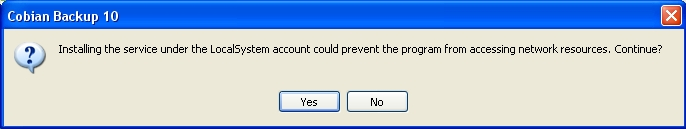 Cobian Backup 10
Installing the service under the LocalSystem account could prevent the program from accessing network resources. Continue?
Yes
No